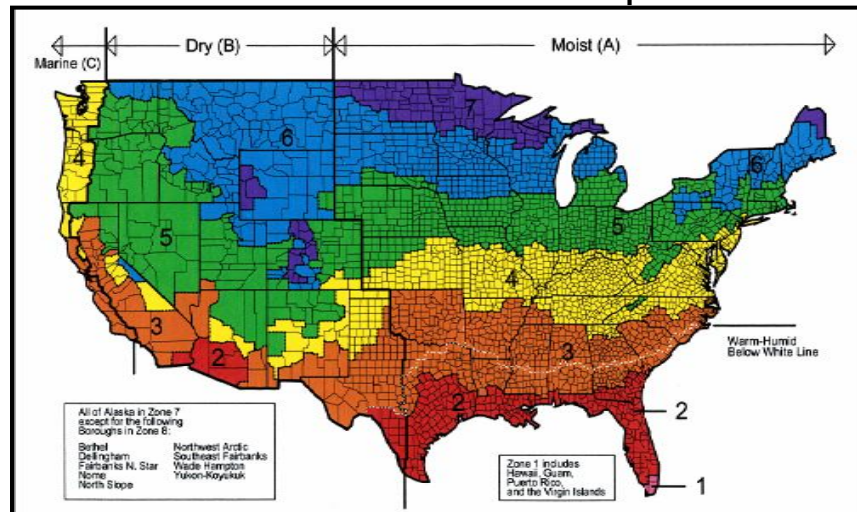 Dry (B)
Moist (A)
Marine (C)
7
6
6
4
5
5
4
3
3
Warm-Humid
Below White Line
2
2
2
1
All of Alaska in Zone 7
except for the following
Boroughs in Zone 8:
Bethel Northwest Arctic
Dellingham Southeast Fairbanks
Fairbanks N. Star Wade Hampton
Nome Yukon-Koyukuk
North Slope
Zone 1 includes
Hawaii, Guam,
Puerto Rico,
and the Virgin Islands